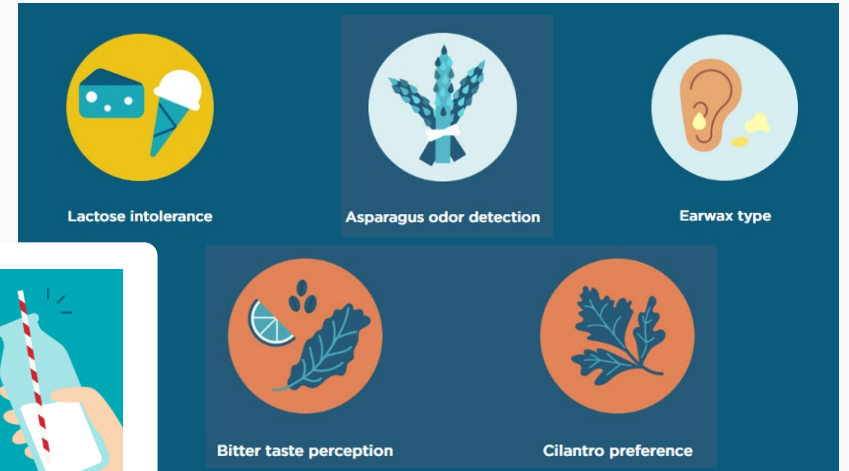 Lactose intolerance
Asparagus odor detection
Earwax type
Bitter taste perception
Cilantro preference